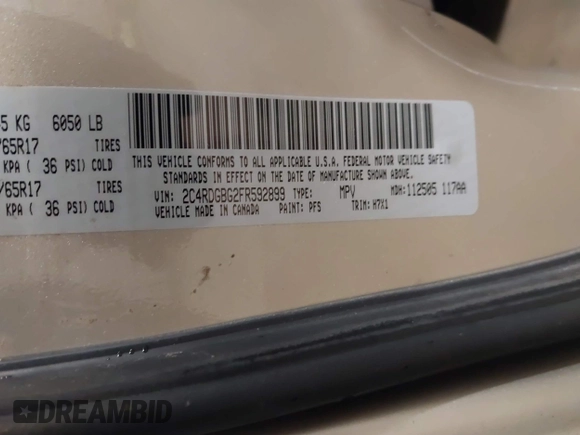 5 KG 6050 LB
/65R17 TIRES
KPA ( 36 PSI) COLD
/65R17 TIRES
KPA ( 36 PSI) COLD
THIS VEHICLE CONFORMS TO ALL APPLICABLE U.S.A. FEDERAL MOTOR VEHICLE SAFETY
STANDARDS IN EFFECT ON THE DATE OF MANUFACTURE SHOWN ABOVE
VIN: 2C4RDGBG2FR592899 TYPE: MPV MDH: 112505 117AA
VEHICLE MADE IN CANADA PAINT: PFS TRIM: H7X1
DREAMBID